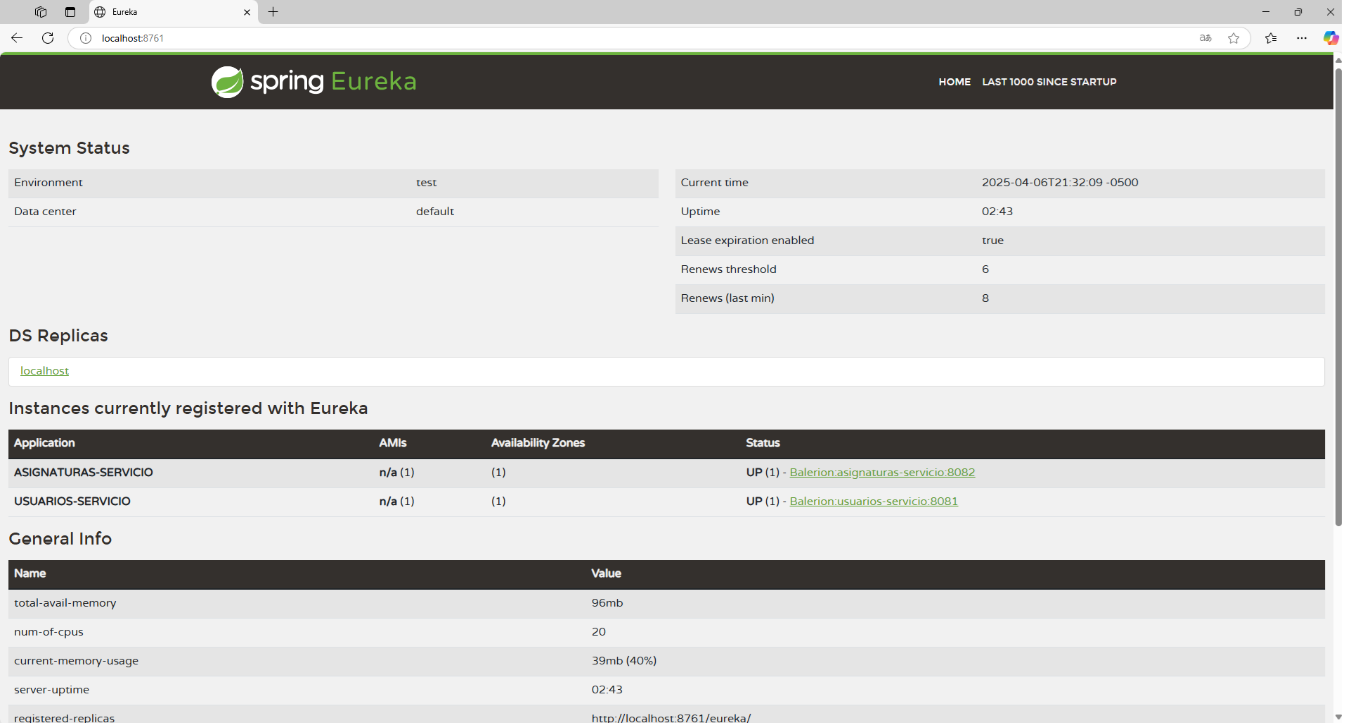 Eureka
localhost:8761
spring Eureka
HOME LAST 1000 SINCE STARTUP
System Status
Environment test
Data center default
Current time 2025-04-06T21:32:09 -0500
Uptime 02:43
Lease expiration enabled true
Renews threshold 6
Renews (last min) 8
DS Replicas
localhost
Instances currently registered with Eureka
Application AMIs Availability Zones Status
ASIGNATURAS-SERVICIO n/a (1) (1) UP (1) - Balerion:asignaturas-servicio:8082
USUARIOS-SERVICIO n/a (1) (1) UP (1) - Balerion:usuarios-servicio:8081
General Info
Name Value
total-avail-memory 96mb
num-of-cpus 20
current-memory-usage 39mb (40%)
server-uptime 02:43
registered-replicas http://localhost:8761/eureka/